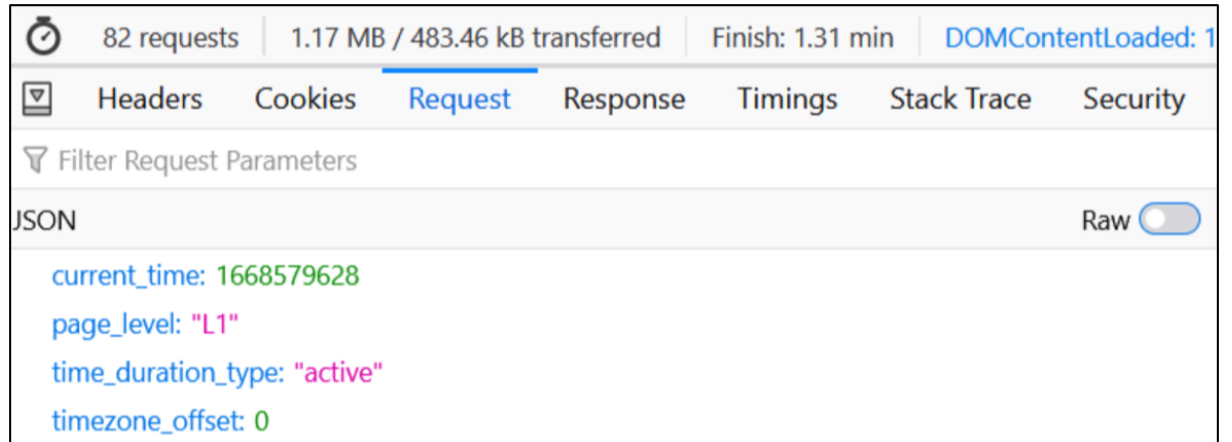 82 requests 1.17 MB / 483.46 kB transferred Finish: 1.31 min DOMContentLoaded: 1
Headers Cookies Request Response Timings Stack Trace Security
Filter Request Parameters
JSON Raw
current_time: 1668579628
page_level: "L1"
time_duration_type: "active"
timezone_offset: 0